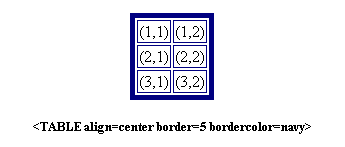 (1,1) (1,2)
(2,1) (2,2)
(3,1) (3,2)
<TABLE align=center border=5 bordercolor=navy>